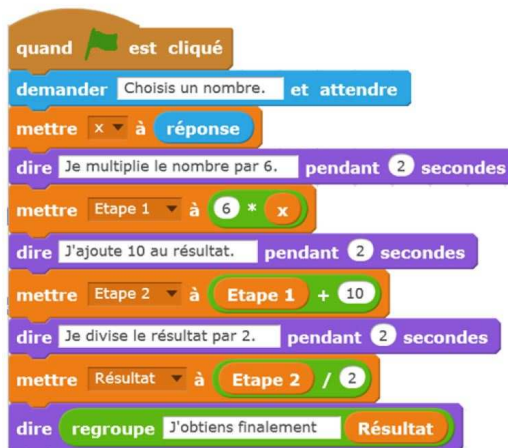 quand est cliqué
demander Choisis un nombre. et attendre
mettre x à réponse
dire Je multiplie le nombre par 6. pendant 2 secondes
mettre Etape 1 à 6 * x
dire J'ajoute 10 au résultat. pendant 2 secondes
mettre Etape 2 à Etape 1 + 10
dire Je divise le résultat par 2. pendant 2 secondes
mettre Résultat à Etape 2 / 2
dire regroupe J'obtiens finalement Résultat